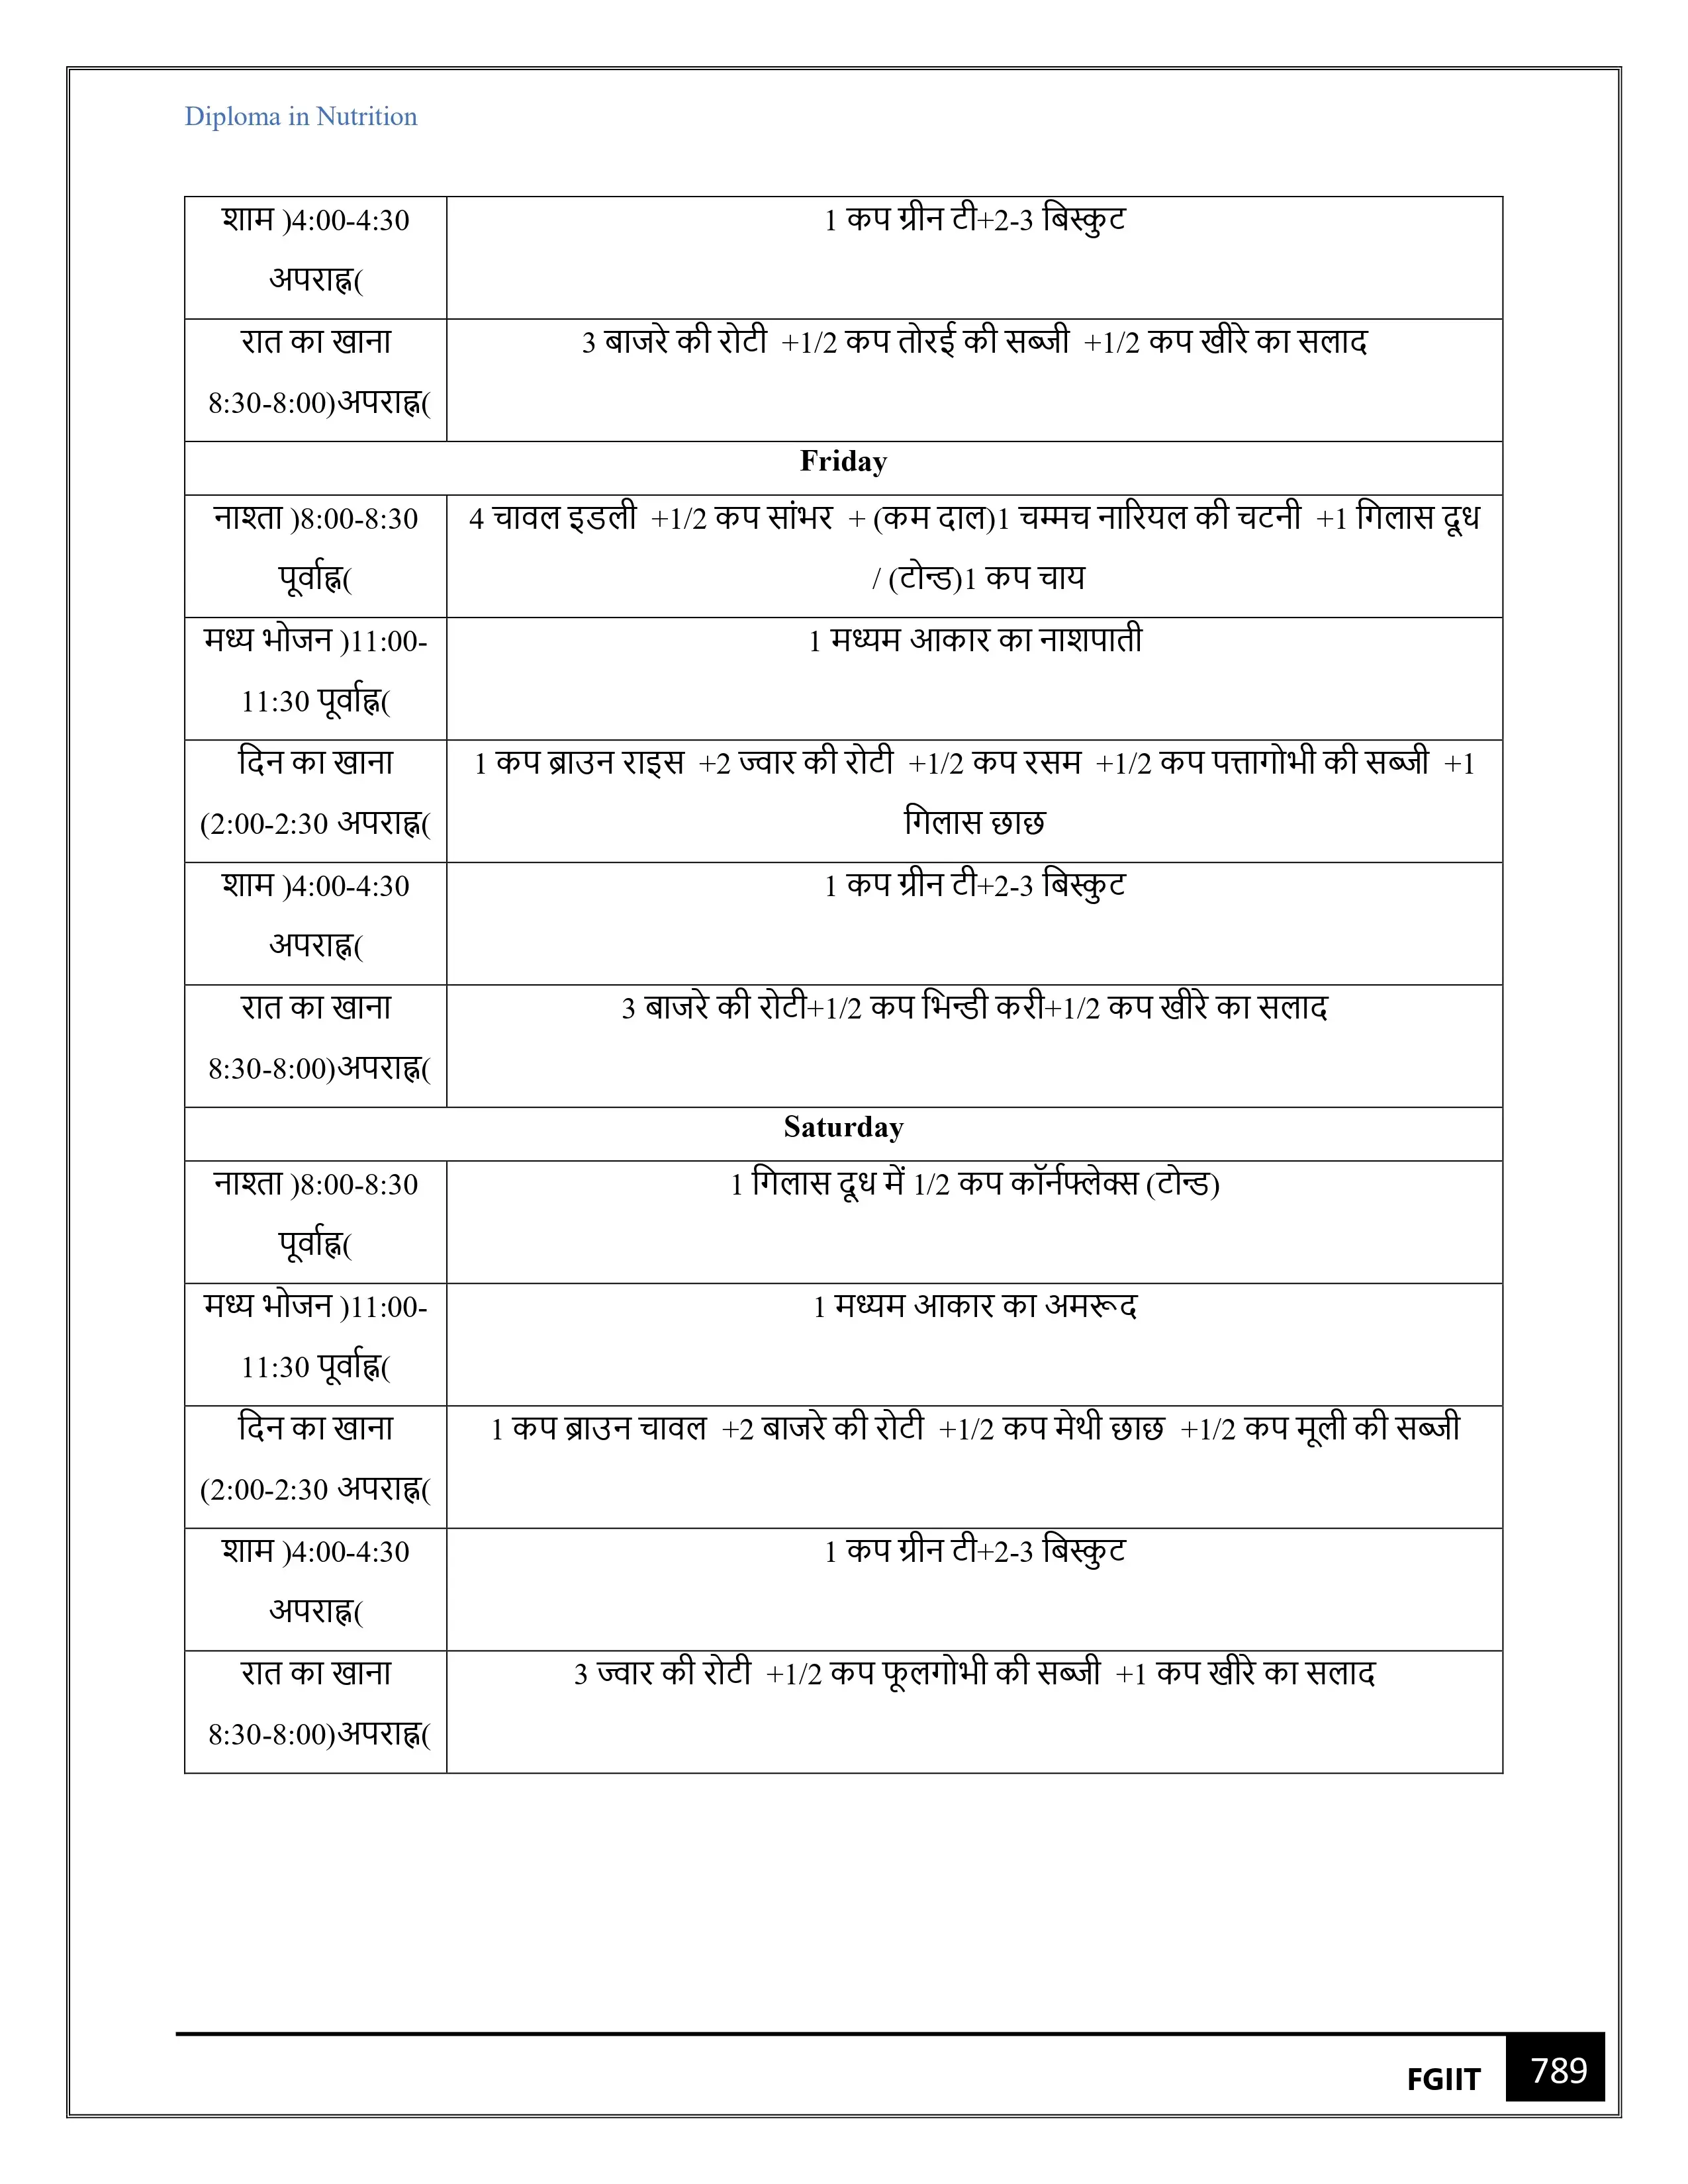 Diploma in Nutrition
शाम )4:00-4:30
अपराह्न(
1 कप ग्रीन टी+2-3 बिस्कुट
रात का खाना
8:30-8:00)अपराह्न(
3 बाजरे की रोटी +1/2 कप तोरई की सब्जी +1/2 कप खीरे का सलाद
Friday
नाश्ता )8:00-8:30
पूर्वाह्न(
4 चावल इडली +1/2 कप सांभर + (कम दाल)1 चम्मच नारियल की चटनी +1 गिलास दूध
/ (टोन्ड)1 कप चाय
मध्य भोजन )11:00-
11:30 पूर्वाह्न(
1 मध्यम आकार का नाशपाती
दिन का खाना
(2:00-2:30 अपराह्न(
1 कप ब्राउन राइस +2 ज्वार की रोटी +1/2 कप रसम +1/2 कप पत्तागोभी की सब्जी +1
गिलास छाछ
शाम )4:00-4:30
अपराह्न(
1 कप ग्रीन टी+2-3 बिस्कुट
रात का खाना
8:30-8:00)अपराह्न(
3 बाजरे की रोटी+1/2 कप भिन्डी करी+1/2 कप खीरे का सलाद
Saturday
नाश्ता )8:00-8:30
पूर्वाह्न(
1 गिलास दूध में 1/2 कप कॉर्नफ्लेक्स (टोन्ड)
मध्य भोजन )11:00-
11:30 पूर्वाह्न(
1 मध्यम आकार का अमरूद
दिन का खाना
(2:00-2:30 अपराह्न(
1 कप ब्राउन चावल +2 बाजरे की रोटी +1/2 कप मेथी छाछ +1/2 कप मूली की सब्जी
शाम )4:00-4:30
अपराह्न(
1 कप ग्रीन टी+2-3 बिस्कुट
रात का खाना
8:30-8:00)अपराह्न(
3 ज्वार की रोटी +1/2 कप फूलगोभी की सब्जी +1 कप खीरे का सलाद
FGIIT 789